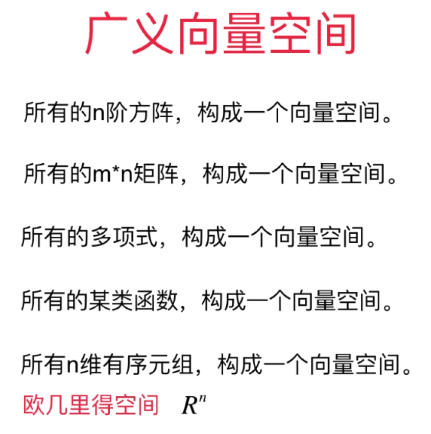 广义向量空间
所有的n阶方阵，构成一个向量空间。
所有的m*n矩阵，构成一个向量空间。
所有的多项式，构成一个向量空间。
所有的某类函数，构成一个向量空间。
所有n维有序元组，构成一个向量空间。
欧几里得空间 Rⁿ